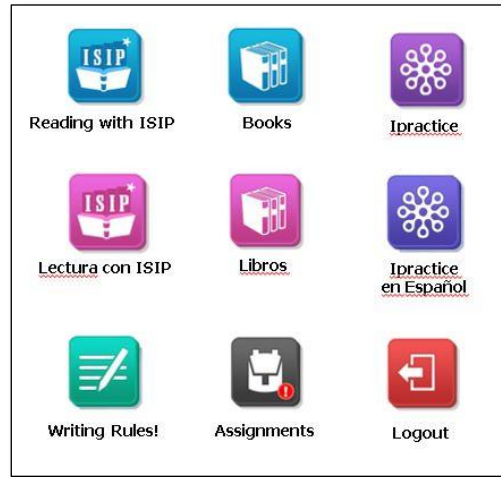 ISIP
Reading with ISIP
Books
Ipractice
ISIP
Lectura con ISIP
Libros
Ipractice
en Español
Writing Rules!
!
Assignments
Logout